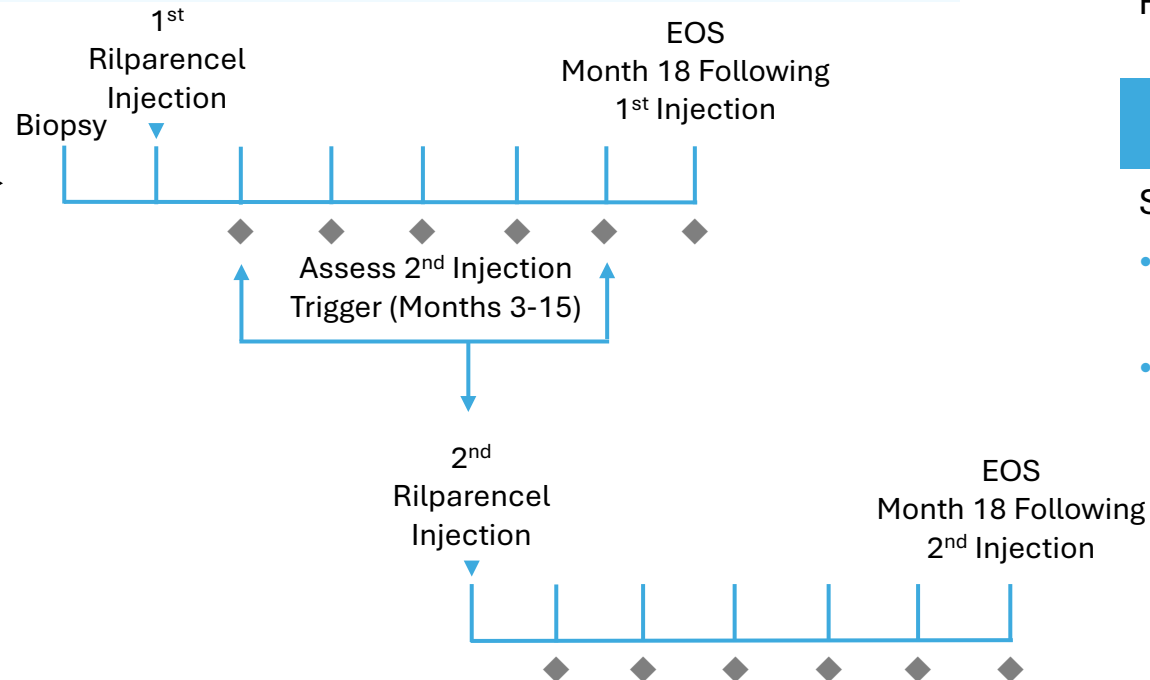 1st
Rilparencel
Injection
Biopsy
EOS
Month 18 Following
1st Injection
Assess 2nd Injection
Trigger (Months 3-15)
2nd
Rilparencel
Injection
EOS
Month 18 Following
2nd Injection